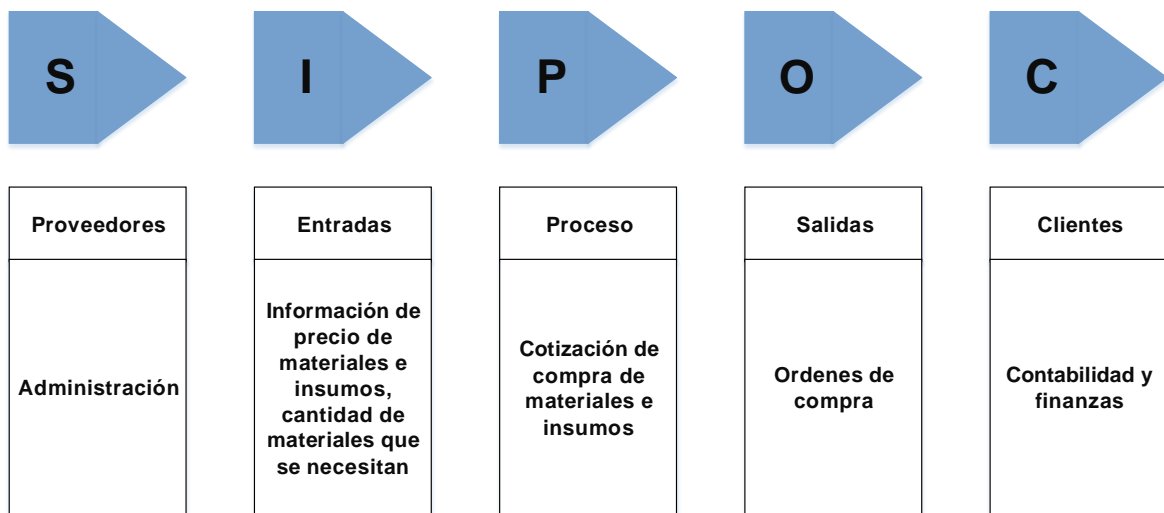 S
I
P
O
C
Proveedores
Administración
Entradas
Información de
precio de
materiales e
insumos,
cantidad de
materiales que
se necesitan
Proceso
Cotización de
compra de
materiales e
insumos
Salidas
Ordenes de
compra
Clientes
Contabilidad y
finanzas